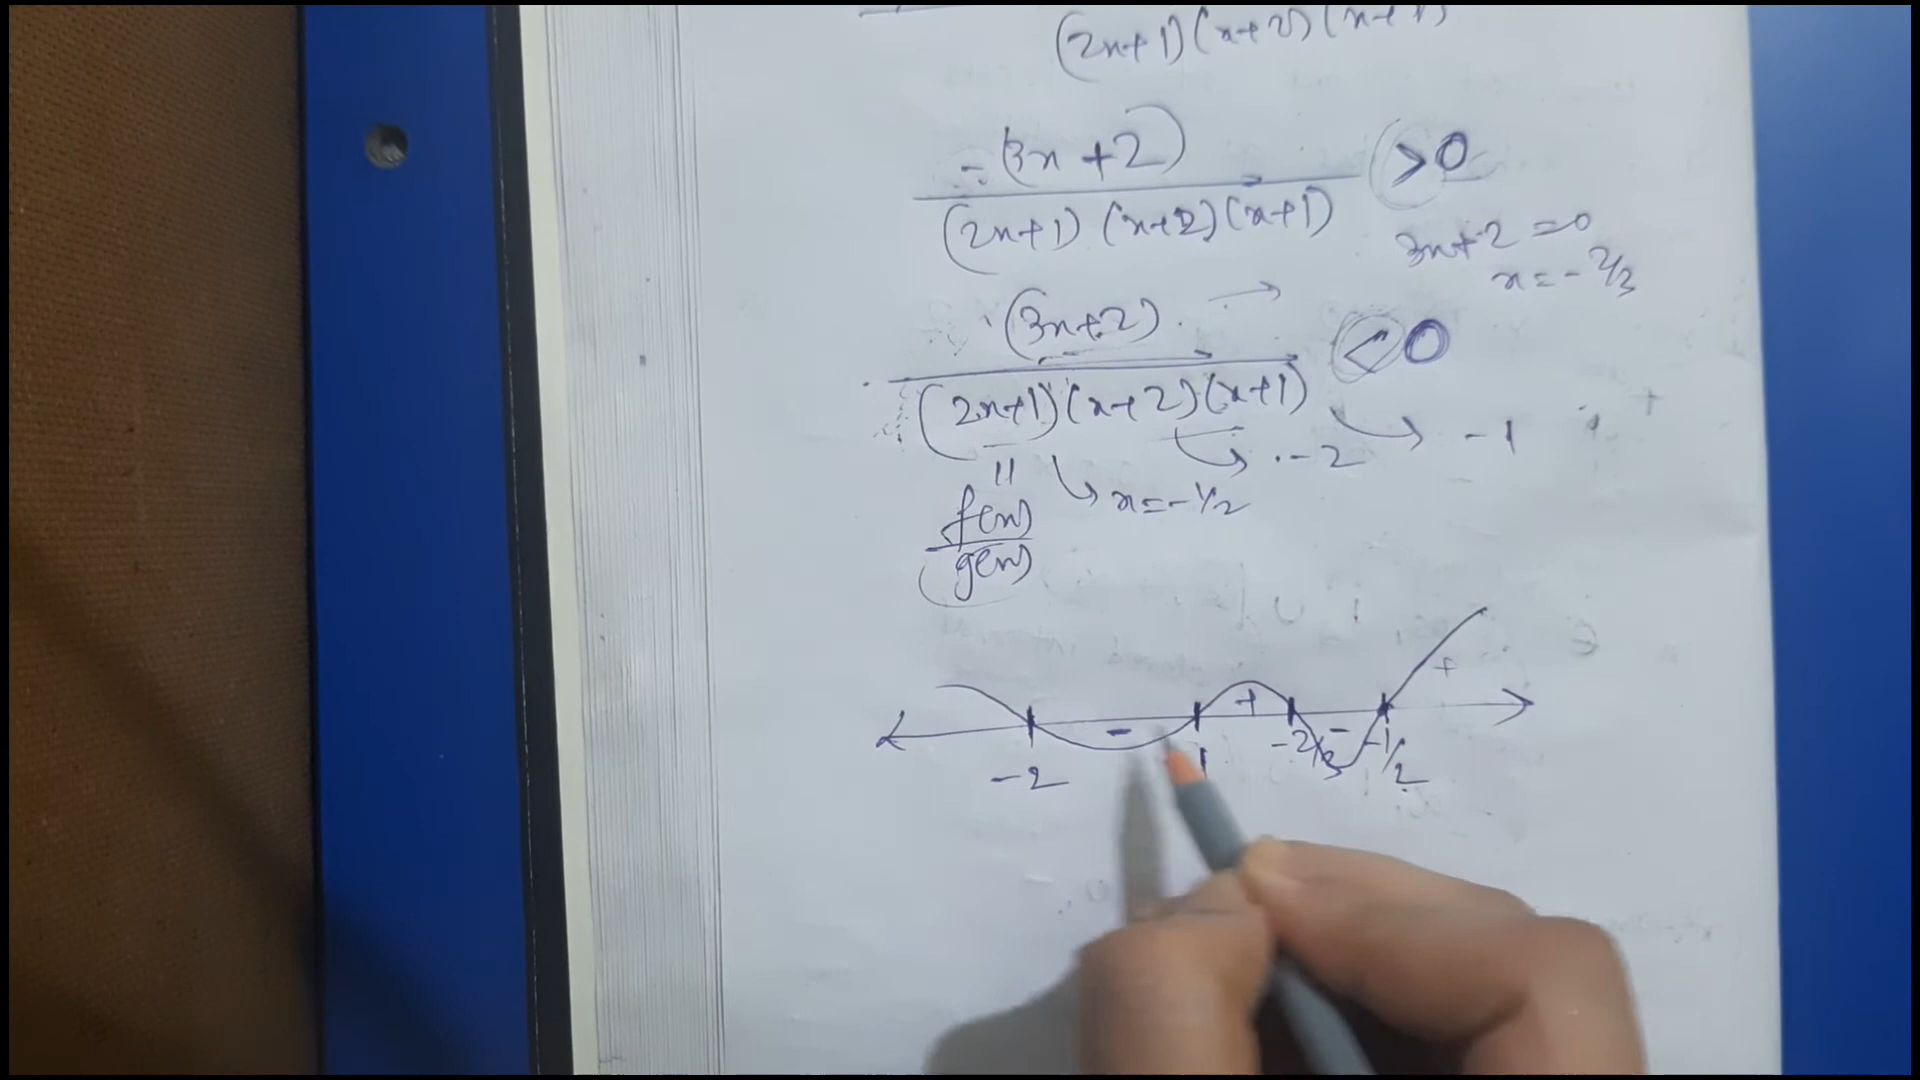 (2x+1)(x+2)(x+1)
-(3x+2)
(2x+1)(x+2)(x+1)
>0
3x+2=0
x=-2/3
(3x+2)
(2x+1)(x+2)(x+1)
<0
-1
-2
x=-1/2
f(x)
g(x)
+
- + -
-2 -2/3 -1/2